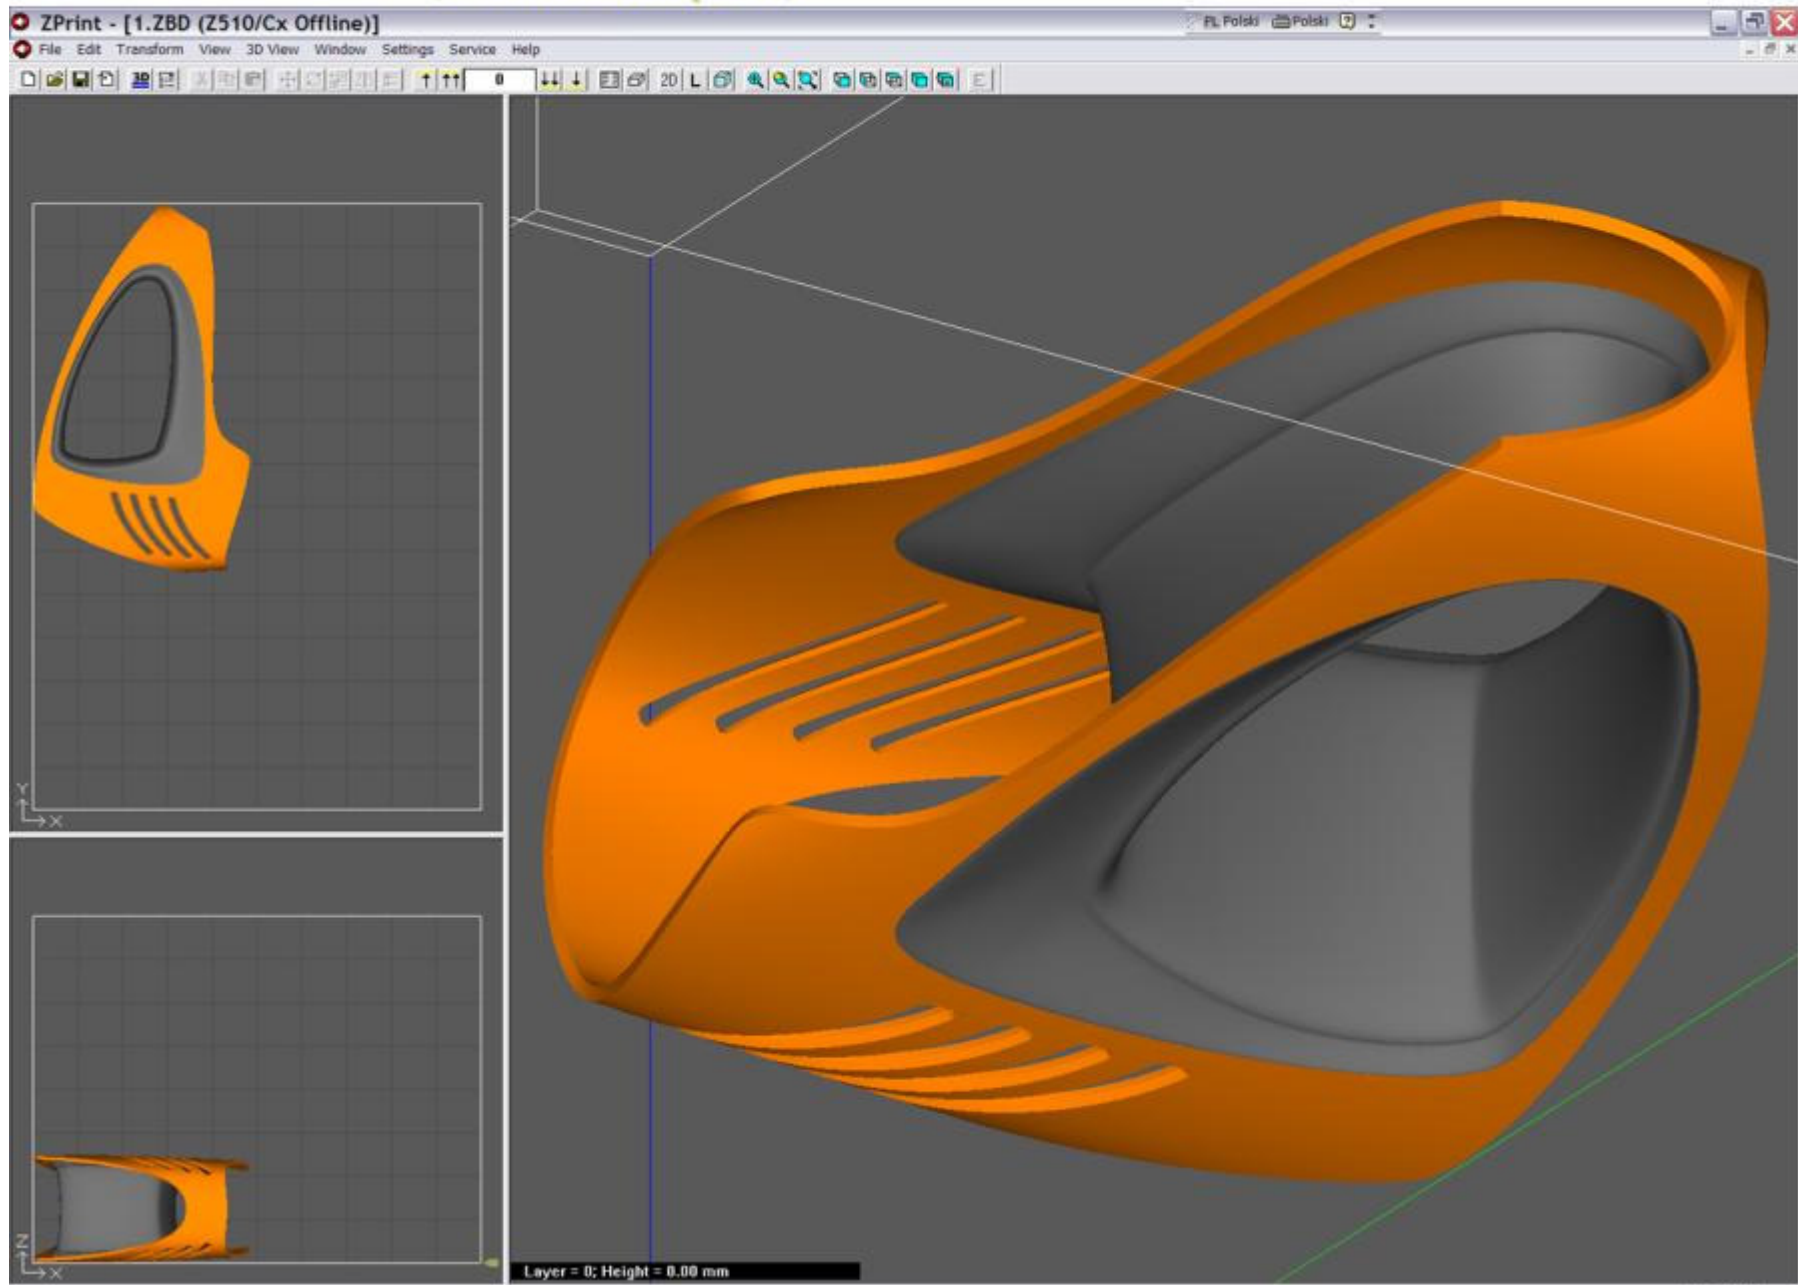 ZPrint - [1.ZBD (Z510/Cx Offline)]
PL Polski Polski
File Edit Transform View 3D View Window Settings Service Help
3D 0 2D L E
Y
X
Z
X
Layer = 0; Height = 0.00 mm